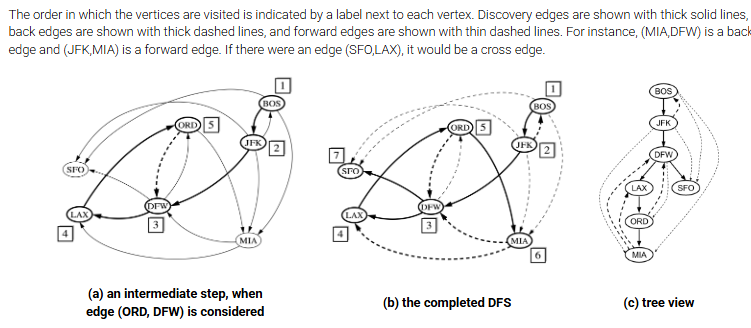 The order in which the vertices are visited is indicated by a label next to each vertex. Discovery edges are shown with thick solid lines,
back edges are shown with thick dashed lines, and forward edges are shown with thin dashed lines. For instance, (MIA,DFW) is a back
edge and (JFK,MIA) is a forward edge. If there were an edge (SFO,LAX), it would be a cross edge.
1
BOS
ORD 5
JFK 2
SFO
DFW
LAX 3
4
MIA
(a) an intermediate step, when
edge (ORD, DFW) is considered
1
BOS
ORD 5
JFK 2
7
SFO
DFW
LAX 3
4
MIA
6
(b) the completed DFS
BOS
JFK
DFW
LAX SFO
ORD
MIA
(c) tree view